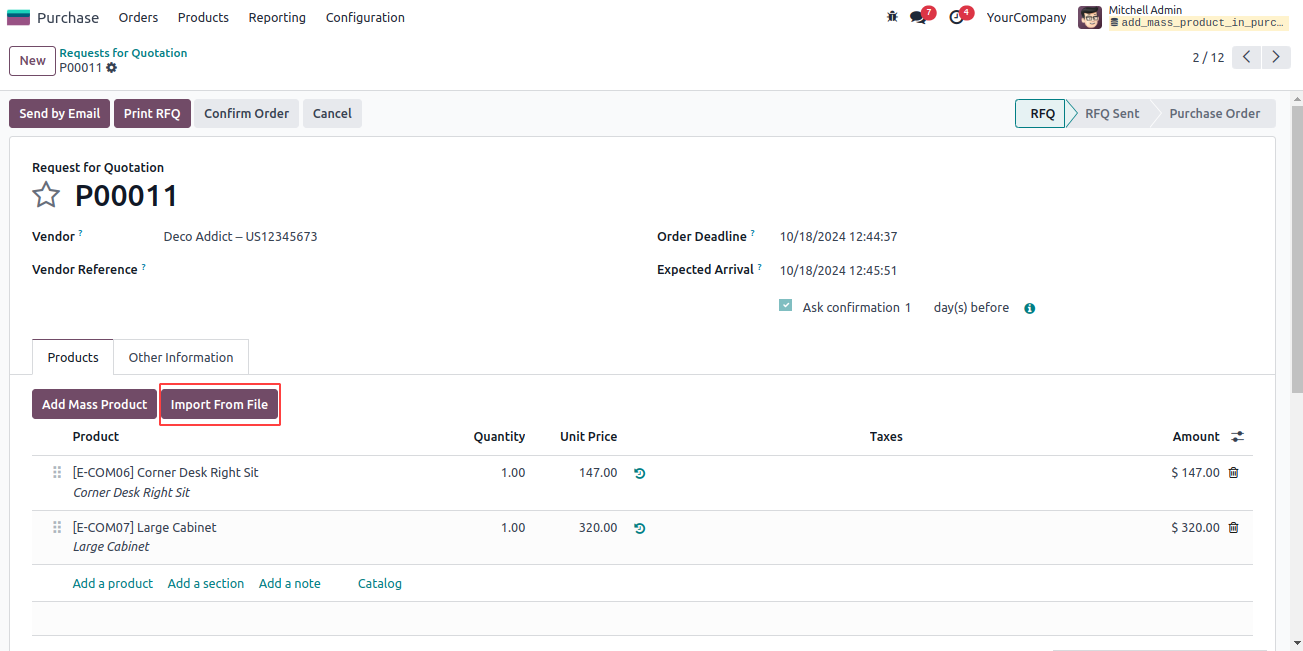 Purchase Orders Products Reporting Configuration 7 4 YourCompany Mitchell Admin
add_mass_product_in_purc...
New Requests for Quotation
P00011
2 / 12
Send by Email Print RFQ Confirm Order Cancel RFQ RFQ Sent Purchase Order
Request for Quotation
P00011
Vendor ? Deco Addict – US12345673 Order Deadline ? 10/18/2024 12:44:37
Vendor Reference ? Expected Arrival ? 10/18/2024 12:45:51
Ask confirmation 1 day(s) before
Products Other Information
Add Mass Product Import From File
Product Quantity Unit Price Taxes Amount
[E-COM06] Corner Desk Right Sit 1.00 147.00 $ 147.00
Corner Desk Right Sit
[E-COM07] Large Cabinet 1.00 320.00 $ 320.00
Large Cabinet
Add a product Add a section Add a note Catalog